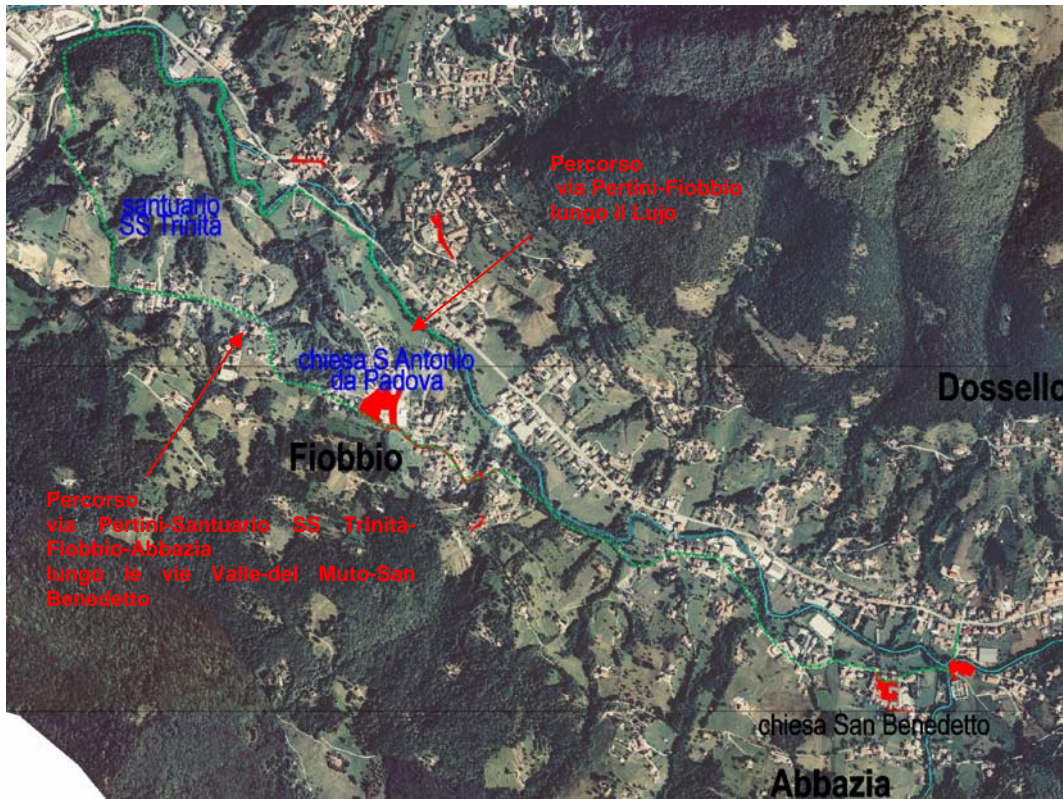 Percorso
via Pertini-Fiobbio
lungo il Lujo
santuario
SS Trinità
chiesa S Antonio
da Padova
Dossello
Fiobbio
Percorso
via Pertini-Santuario SS Trinità-
Fiobbio-Abbazia
lungo le vie Valle-del Muto-San
Benedetto
chiesa San Benedetto
Abbazia